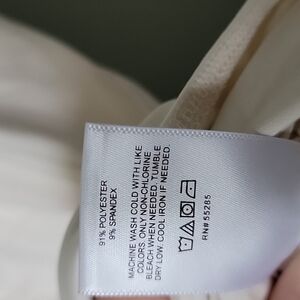 91% POLYESTER
9% SPANDEX
MACHINE WASH COLD WITH LIKE
COLORS. ONLY NON-CHLORINE
BLEACH WHEN NEEDED. TUMBLE
DRY LOW. COOL IRON IF NEEDED.
RN# 55285